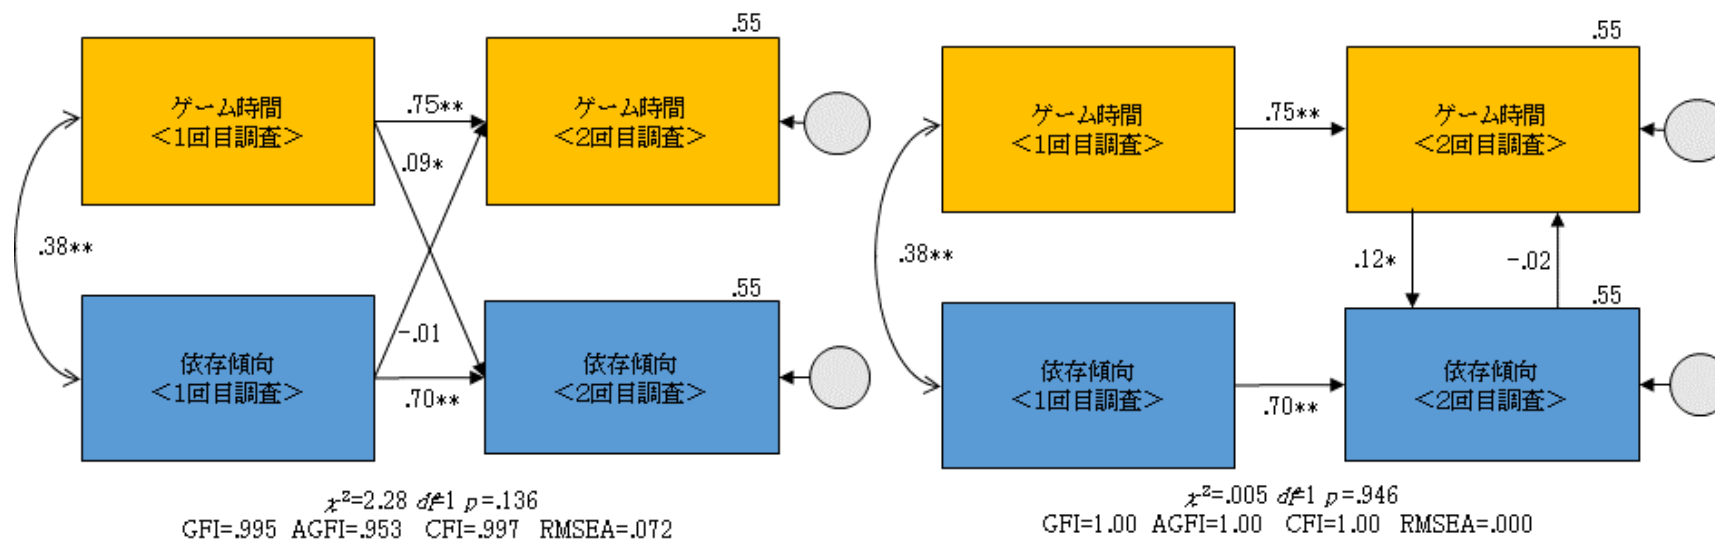 .55
ゲーム時間
<1回目調査>
.75**
ゲーム時間
<2回目調査>
.09*
.38**
.55
依存傾向
<1回目調査>
-.01
.70**
依存傾向
<2回目調査>
χ²=2.28 df=1 p=.136
GFI=.995 AGFI=.953 CFI=.997 RMSEA=.072
.55
ゲーム時間
<1回目調査>
.75**
ゲーム時間
<2回目調査>
.38**
.12*
-.02
.55
依存傾向
<1回目調査>
.70**
依存傾向
<2回目調査>
χ²=.005 df=1 p=.946
GFI=1.00 AGFI=1.00 CFI=1.00 RMSEA=.000